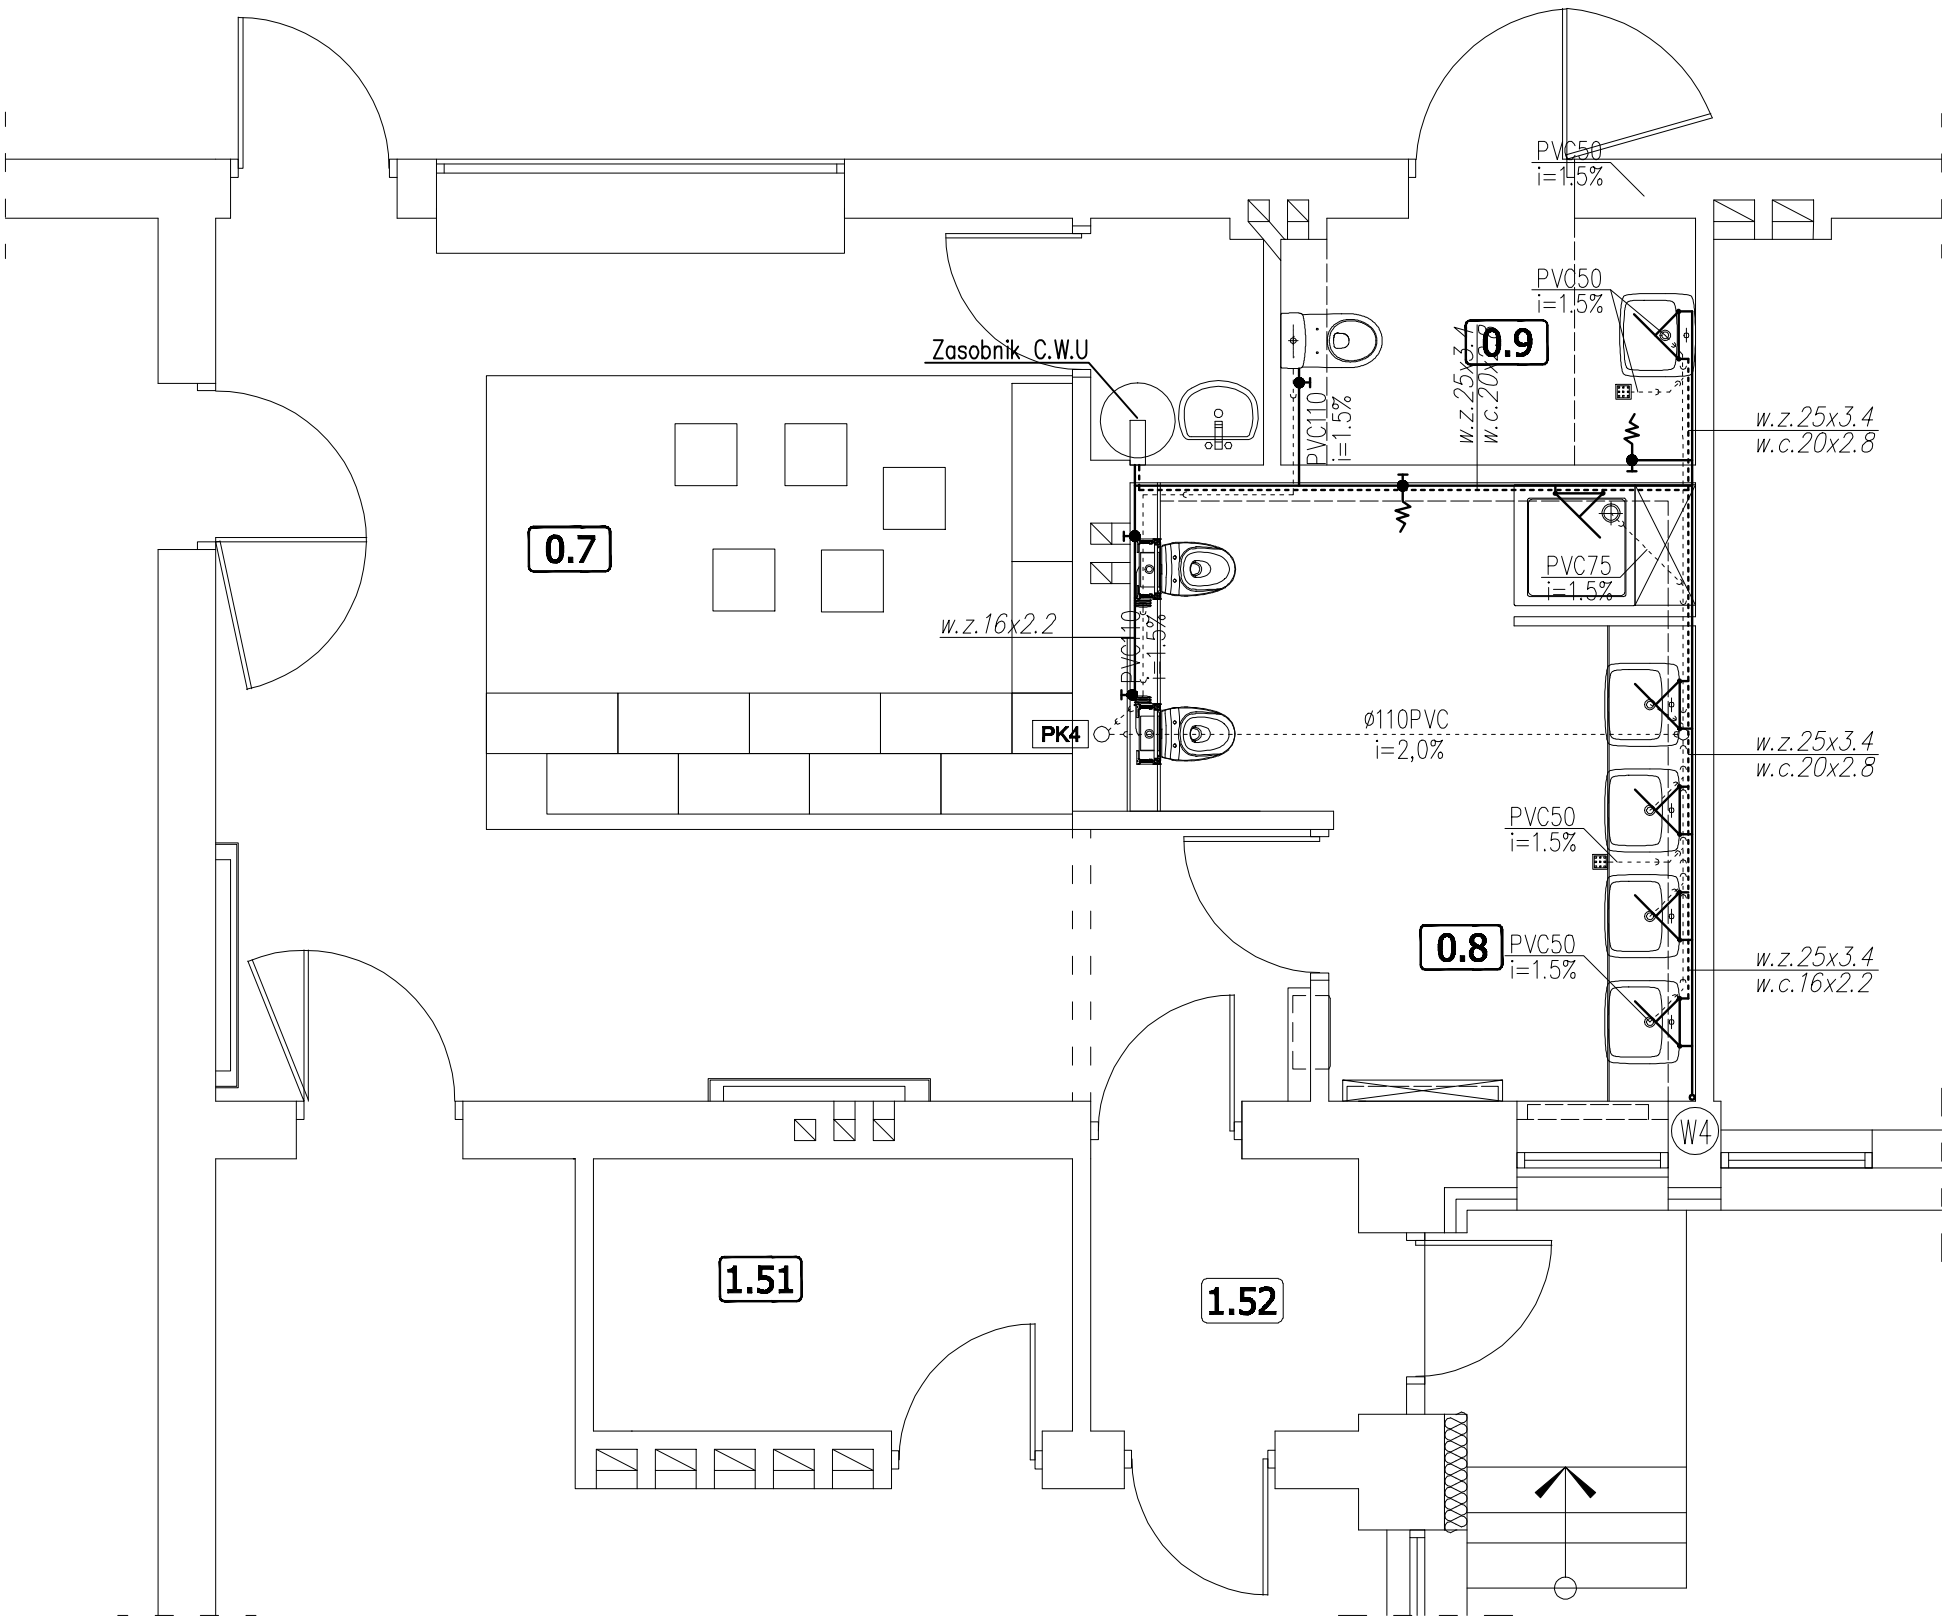 PVC50
i=1.5%
PVC50
i=1.5%
0.9
Zasobnik C.W.U
w.z.25x3.4
w.c.20x2.8
PVC110
i=1.5%
w.z.25x3.4
w.c.20x2.8
0.7
PVC75
i=1.5%
w.z.16x2.2
PVC110
i=1.5%
PK4
ø110PVC
i=2,0%
w.z.25x3.4
w.c.20x2.8
PVC50
i=1.5%
0.8
PVC50
i=1.5%
w.z.25x3.4
w.c.16x2.2
W4
1.51
1.52